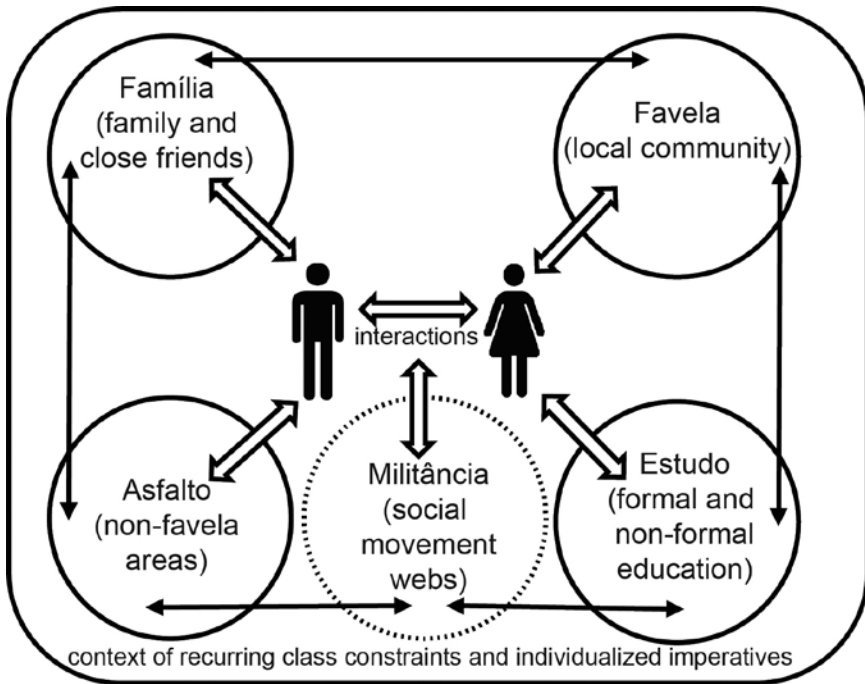 Família
(family and
close friends)
Favela
(local community)
interactions
Asfalto
(non-favela
areas)
Militância
(social
movement
webs)
Estudo
(formal and
non-formal
education)
context of recurring class constraints and individualized imperatives